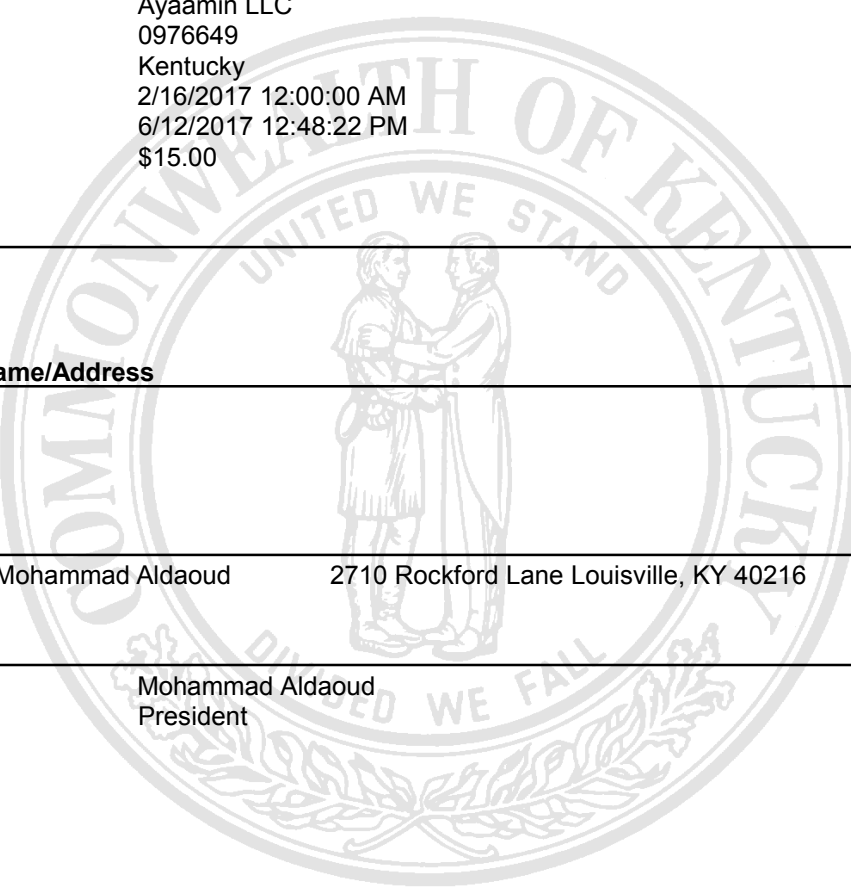 Ayaamin LLC
0976649
Kentucky
2/16/2017 12:00:00 AM
6/12/2017 12:48:22 PM
$15.00
COMMONWEALTH OF KENTUCKY
UNITED WE STAND
ame/Address
Mohammad Aldaoud 2710 Rockford Lane Louisville, KY 40216
DIVIDED WE FALL
Mohammad Aldaoud
President